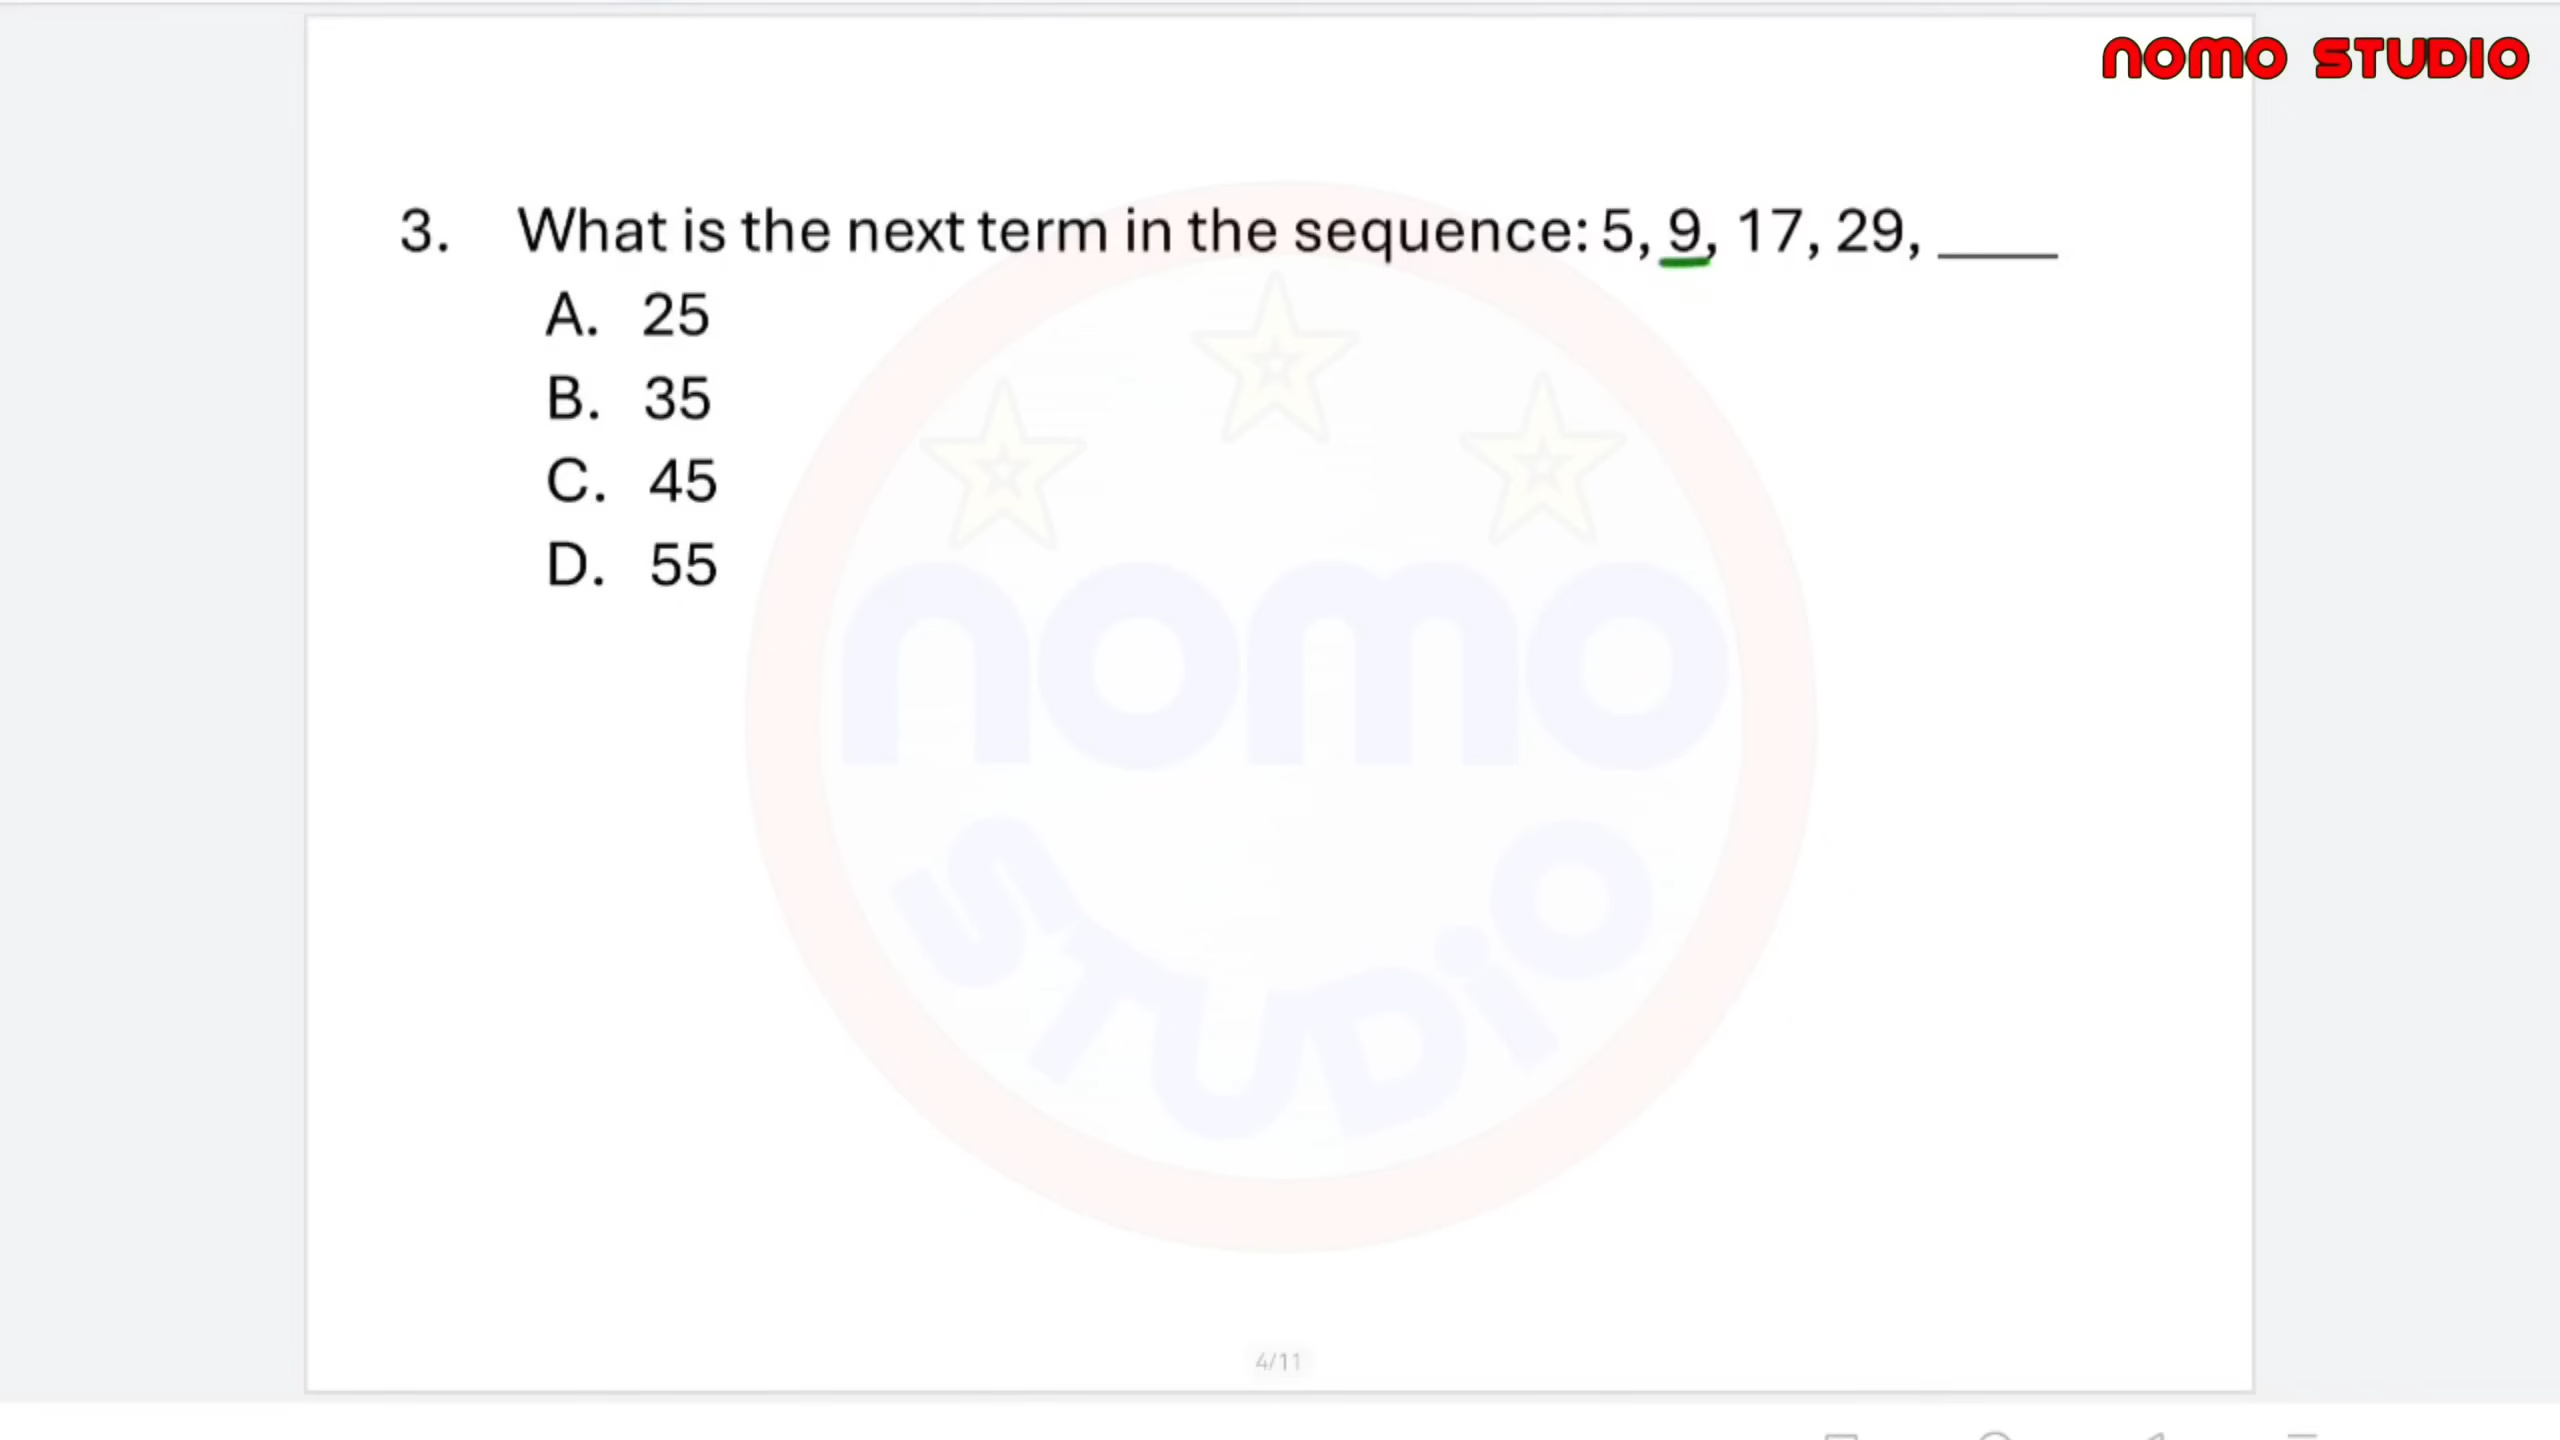 nomo STUDIO
3. What is the next term in the sequence: 5, 9, 17, 29, ____
A. 25
B. 35
C. 45
D. 55
nomo
STUDiO
4/11